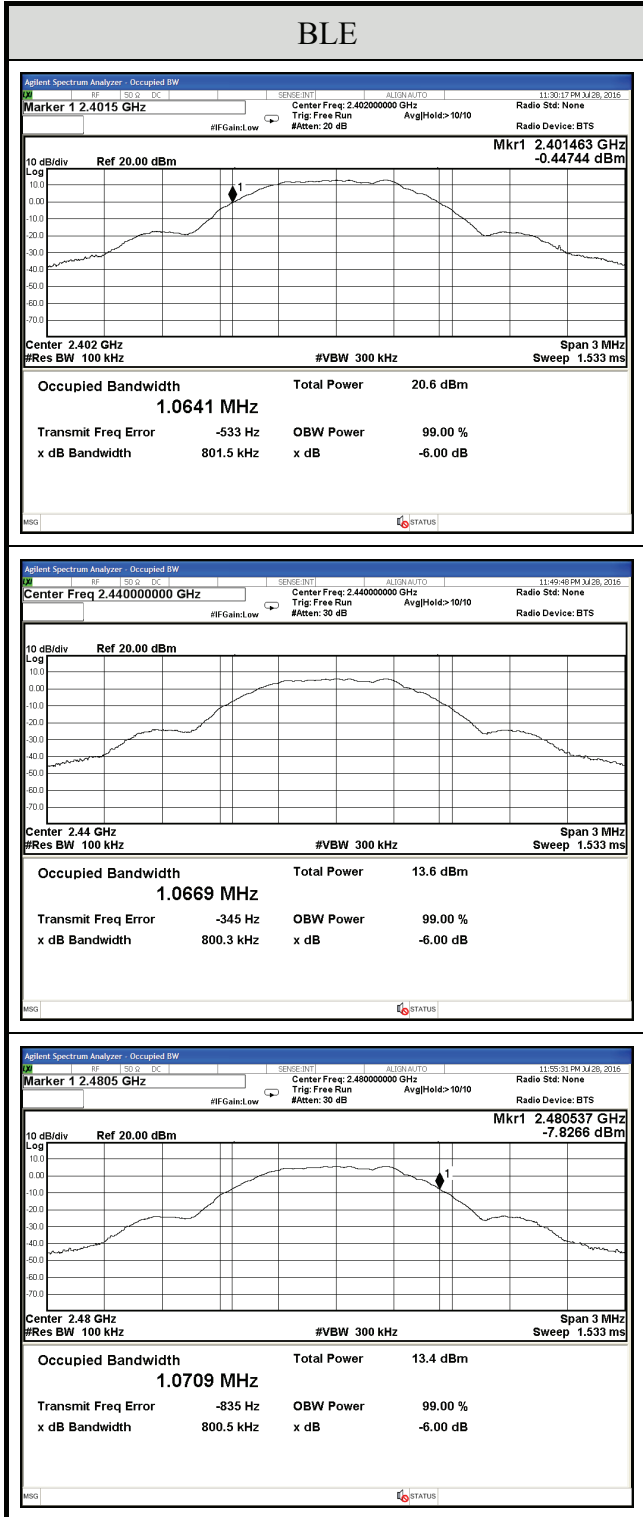 BLE
Agilent Spectrum Analyzer - Occupied BW
LXI RF 50 Ω DC SENSE:INT ALIGN AUTO 11:30:17 PM Jul 28, 2016
Marker 1 2.4015 GHz Center Freq: 2.402000000 GHz Radio Std: None
Trig: Free Run Avg|Hold:>10/10
#IFGain:Low #Atten: 20 dB Radio Device: BTS
Mkr1 2.401463 GHz
10 dB/div Ref 20.00 dBm -0.44744 dBm
Log
10.0
1
0.00
-10.0
-20.0
-30.0
-40.0
-50.0
-60.0
-70.0
Center 2.402 GHz Span 3 MHz
#Res BW 100 kHz #VBW 300 kHz Sweep 1.533 ms
Occupied Bandwidth Total Power 20.6 dBm
1.0641 MHz
Transmit Freq Error -533 Hz OBW Power 99.00 %
x dB Bandwidth 801.5 kHz x dB -6.00 dB
MSG STATUS
Agilent Spectrum Analyzer - Occupied BW
LXI RF 50 Ω DC SENSE:INT ALIGN AUTO 11:49:48 PM Jul 28, 2016
Center Freq 2.440000000 GHz Center Freq: 2.440000000 GHz Radio Std: None
Trig: Free Run Avg|Hold:>10/10
#IFGain:Low #Atten: 30 dB Radio Device: BTS
10 dB/div Ref 20.00 dBm
Log
10.0
0.00
-10.0
-20.0
-30.0
-40.0
-50.0
-60.0
-70.0
Center 2.44 GHz Span 3 MHz
#Res BW 100 kHz #VBW 300 kHz Sweep 1.533 ms
Occupied Bandwidth Total Power 13.6 dBm
1.0669 MHz
Transmit Freq Error -345 Hz OBW Power 99.00 %
x dB Bandwidth 800.3 kHz x dB -6.00 dB
MSG STATUS
Agilent Spectrum Analyzer - Occupied BW
LXI RF 50 Ω DC SENSE:INT ALIGN AUTO 11:55:31 PM Jul 28, 2016
Marker 1 2.4805 GHz Center Freq: 2.480000000 GHz Radio Std: None
Trig: Free Run Avg|Hold:>10/10
#IFGain:Low #Atten: 30 dB Radio Device: BTS
Mkr1 2.480537 GHz
10 dB/div Ref 20.00 dBm -7.8266 dBm
Log
10.0
0.00
1
-10.0
-20.0
-30.0
-40.0
-50.0
-60.0
-70.0
Center 2.48 GHz Span 3 MHz
#Res BW 100 kHz #VBW 300 kHz Sweep 1.533 ms
Occupied Bandwidth Total Power 13.4 dBm
1.0709 MHz
Transmit Freq Error -835 Hz OBW Power 99.00 %
x dB Bandwidth 800.5 kHz x dB -6.00 dB
MSG STATUS